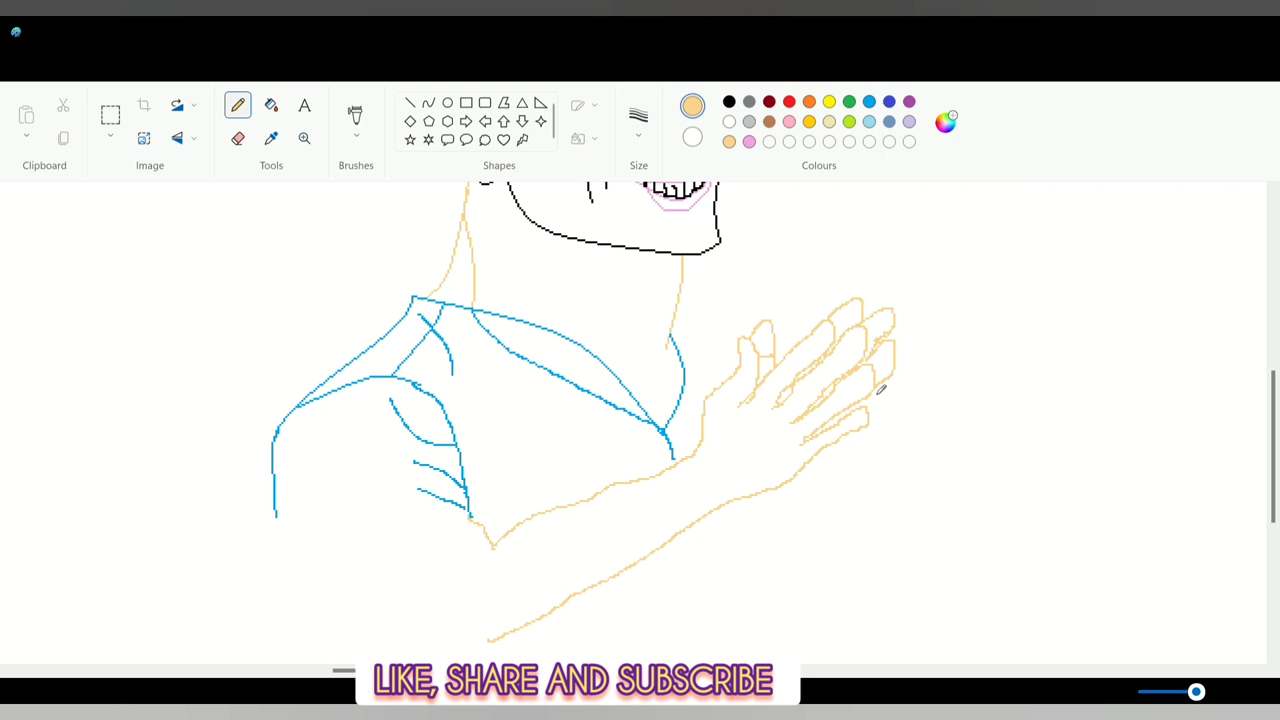 Clipboard
Image
Tools
Brushes
Shapes
Size
Colours
LIKE, SHARE AND SUBSCRIBE